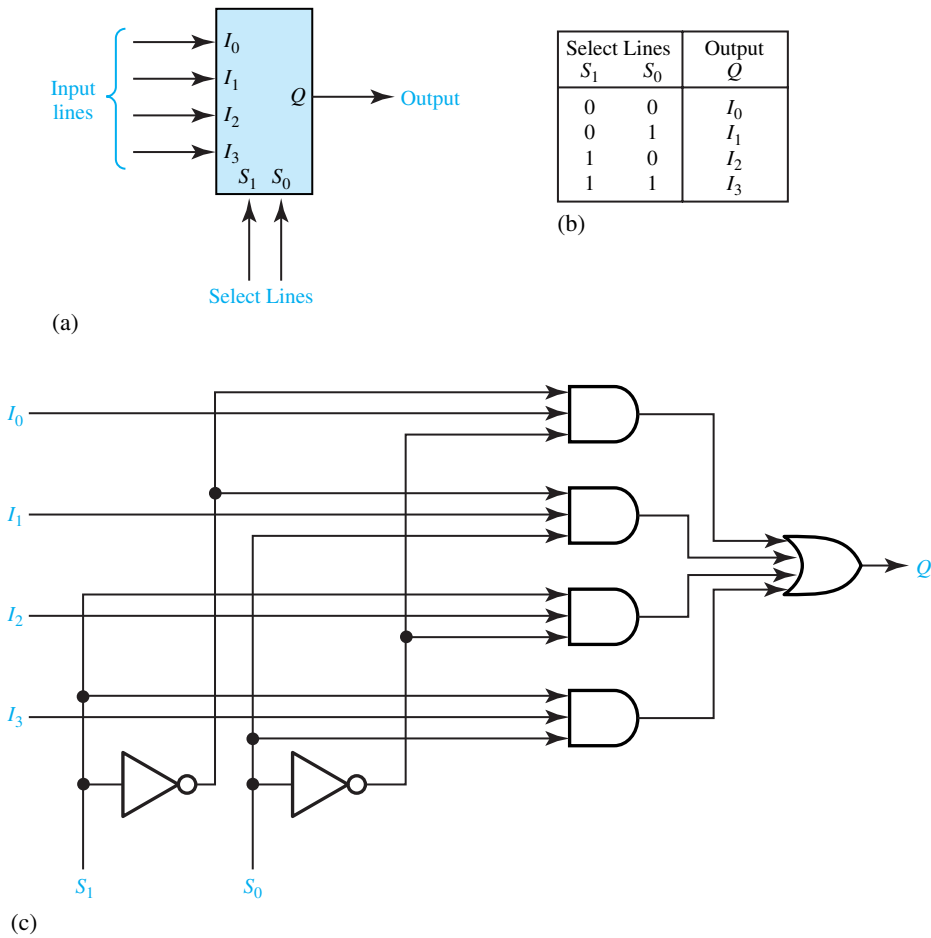 Input
lines
I0
I1
I2
I3
Q
Output
S1 S0
Select Lines
(a)
Select Lines Output
S1 S0 Q
0 0 I0
0 1 I1
1 0 I2
1 1 I3
(b)
I0
I1
I2
I3
Q
S1
S0
(c)